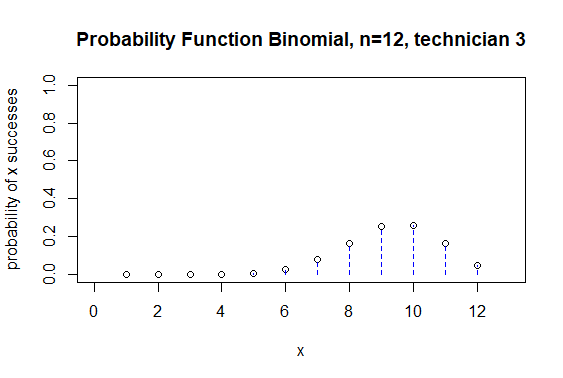 Probability Function Binomial, n=12, technician 3
probability of x successes
1.0
0.8
0.6
0.4
0.2
0.0
0 2 4 6 8 10 12
x